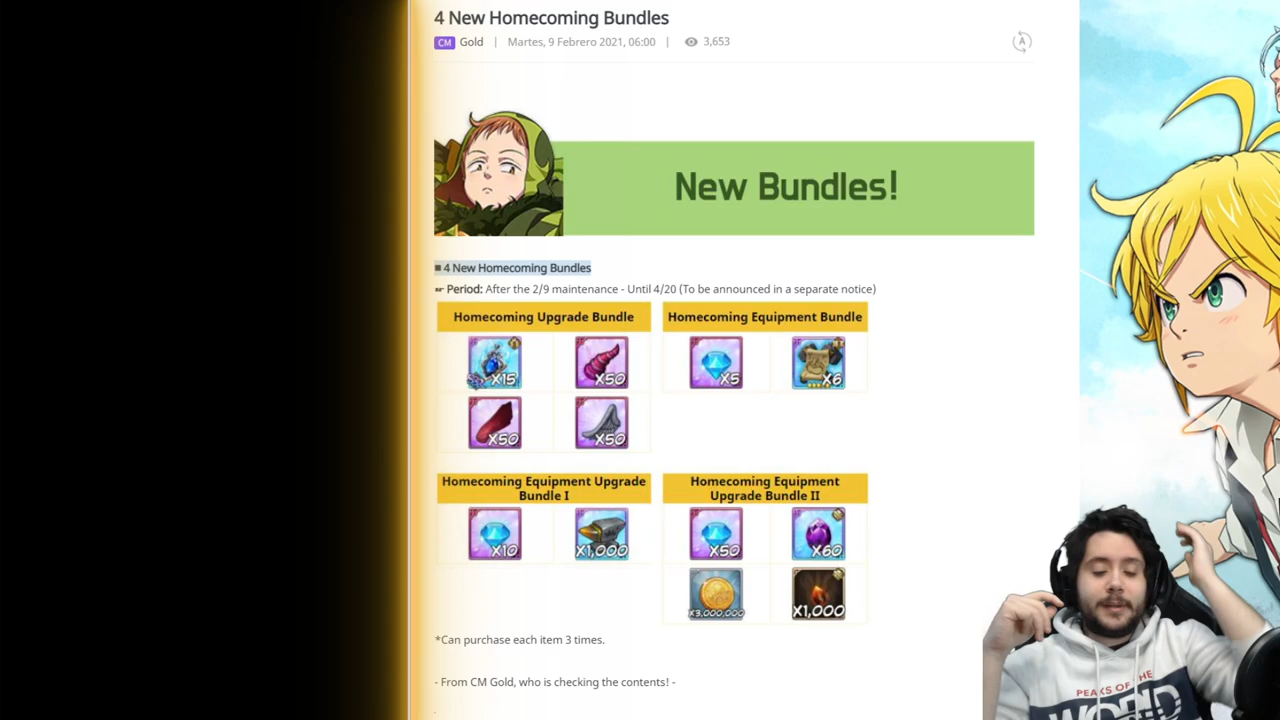 4 New Homecoming Bundles
CM Gold | Martes, 9 Febrero 2021, 06:00 | 3,653
A
New Bundles!
■ 4 New Homecoming Bundles
☛ Period: After the 2/9 maintenance - Until 4/20 (To be announced in a separate notice)
Homecoming Upgrade Bundle
Homecoming Equipment Bundle
X15 X50
X5 X6
X50 X50
Homecoming Equipment Upgrade
Bundle I
Homecoming Equipment
Upgrade Bundle II
X10 X1,000
X50 X60
X3,000,000 X1,000
*Can purchase each item 3 times.
- From CM Gold, who is checking the contents! -
.
PEAKS OF THE
WORLD